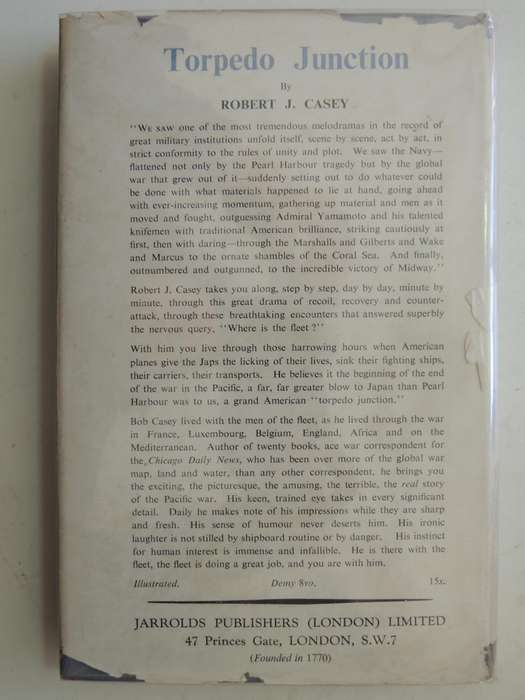 Torpedo Junction
By
ROBERT J. CASEY
"WE SAW one of the most tremendous melodramas in the record of
great military institutions unfold itself, scene by scene, act by act, in
strict conformity to the rules of unity and plot. We saw the Navy—
flattened not only by the Pearl Harbour tragedy but by the global
war that grew out of it—suddenly setting out to do whatever could
be done with what materials happened to lie at hand, going ahead
with ever-increasing momentum, gathering up material and men as it
moved and fought, outguessing Admiral Yamamoto and his talented
knifemen with traditional American brilliance, striking cautiously at
first, then with daring—through the Marshalls and Gilberts and Wake
and Marcus to the ornate shambles of the Coral Sea. And finally,
outnumbered and outgunned, to the incredible victory of Midway."
Robert J. Casey takes you along, step by step, day by day, minute by
minute, through this great drama of recoil, recovery and counter-
attack, through these breathtaking encounters that answered superbly
the nervous query, "Where is the fleet?"
With him you live through those harrowing hours when American
planes give the Japs the licking of their lives, sink their fighting ships,
their carriers, their transports. He believes it the beginning of the end
of the war in the Pacific, a far, far greater blow to Japan than Pearl
Harbour was to us, a grand American "torpedo junction."
Bob Casey lived with the men of the fleet, as he lived through the war
in France, Luxembourg, Belgium, England, Africa and on the
Mediterranean. Author of twenty books, ace war correspondent for
the Chicago Daily News, who has been over more of the global war
map, land and water, than any other correspondent, he brings you
the exciting, the picturesque, the amusing, the terrible, the real story
of the Pacific war. His keen, trained eye takes in every significant
detail. Daily he makes note of his impressions while they are sharp
and fresh. His sense of humour never deserts him. His ironic
laughter is not stilled by shipboard routine or by danger. His instinct
for human interest is immense and infallible. He is there with the
fleet, the fleet is doing a great job, and you are with him.
Illustrated. Demy 8vo. 15s.
JARROLDS PUBLISHERS (LONDON) LIMITED
47 Princes Gate, LONDON, S.W.7
(Founded in 1770)